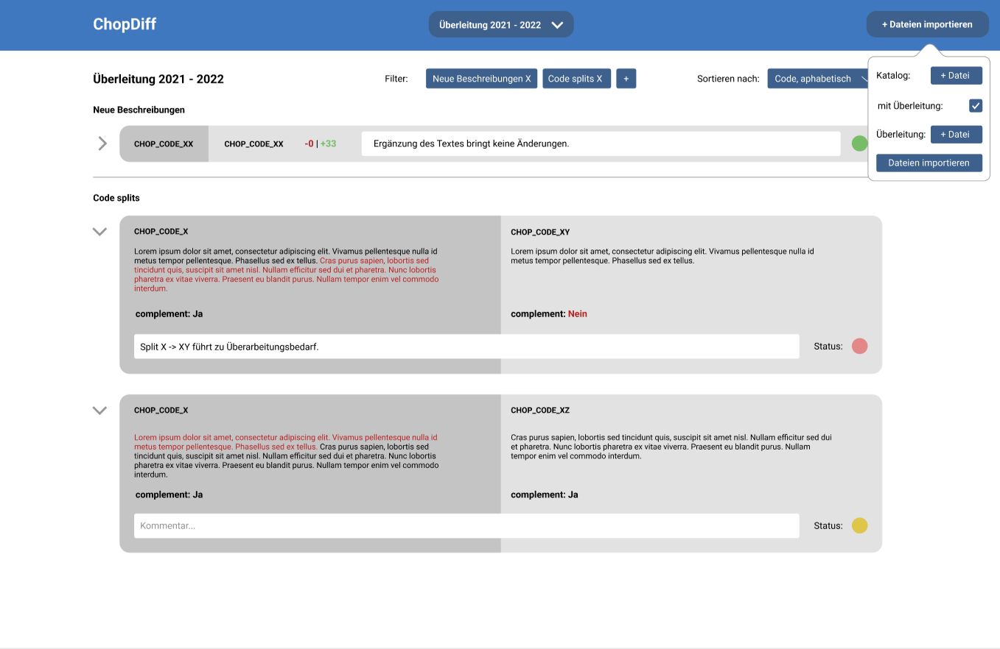 ChopDiff
Überleitung 2021 - 2022
+ Dateien importieren
Überleitung 2021 - 2022
Filter:
Neue Beschreibungen X
Code splits X
+
Sortieren nach:
Code, aphabetisch
Katalog:
+ Datei
mit Überleitung:
Überleitung:
+ Datei
Dateien importieren
Neue Beschreibungen
CHOP_CODE_XX
CHOP_CODE_XX
-0 | +33
Ergänzung des Textes bringt keine Änderungen.
Code splits
CHOP_CODE_X
Lorem ipsum dolor sit amet, consectetur adipiscing elit. Vivamus pellentesque nulla id
metus tempor pellentesque. Phasellus sed ex tellus. Cras purus sapien, lobortis sed
tincidunt quis, suscipit sit amet nisl. Nullam efficitur sed dui et pharetra. Nunc lobortis
pharetra ex vitae viverra. Praesent eu blandit purus. Nullam tempor enim vel commodo
interdum.
complement: Ja
CHOP_CODE_XY
Lorem ipsum dolor sit amet, consectetur adipiscing elit. Vivamus pellentesque nulla id
metus tempor pellentesque. Phasellus sed ex tellus.
complement: Nein
Split X -> XY führt zu Überarbeitungsbedarf.
Status:
CHOP_CODE_X
Lorem ipsum dolor sit amet, consectetur adipiscing elit. Vivamus pellentesque nulla id
metus tempor pellentesque. Phasellus sed ex tellus. Cras purus sapien, lobortis sed
tincidunt quis, suscipit sit amet nisl. Nullam efficitur sed dui et pharetra. Nunc lobortis
pharetra ex vitae viverra. Praesent eu blandit purus. Nullam tempor enim vel commodo
interdum.
complement: Ja
CHOP_CODE_XZ
Cras purus sapien, lobortis sed tincidunt quis, suscipit sit amet nisl. Nullam efficitur sed dui
et pharetra. Nunc lobortis pharetra ex vitae viverra. Praesent eu blandit purus. Nullam
tempor enim vel commodo interdum.
complement: Ja
Kommentar...
Status: